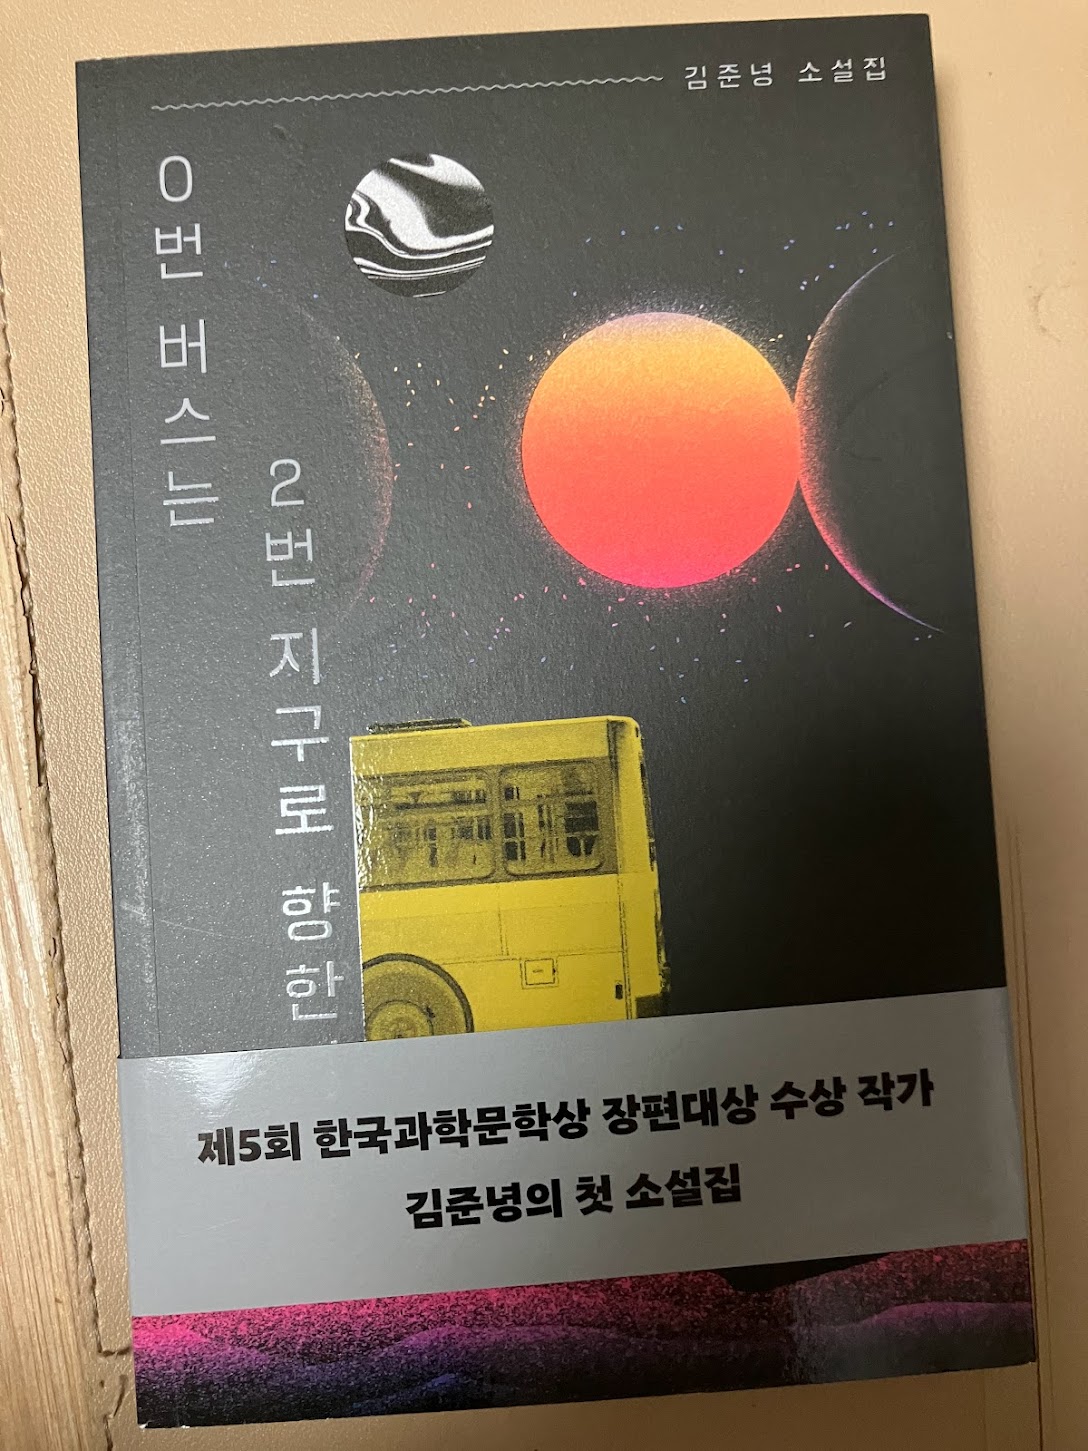 김준녕 소설집
0번 버스는
2번 지구로 향한
제5회 한국과학문학상 장편대상 수상 작가
김준녕의 첫 소설집